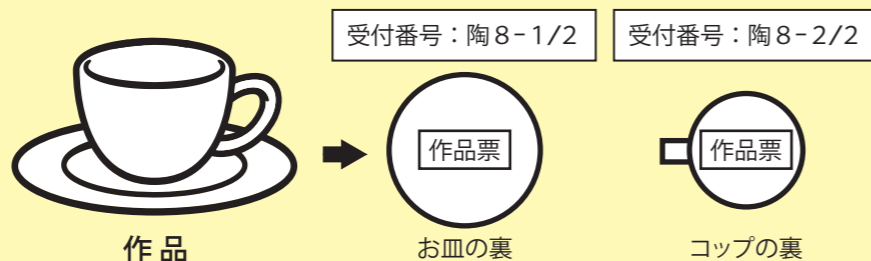 受付番号：陶8-1/2
受付番号：陶8-2/2
作品票
作品票
作品
お皿の裏
コップの裏